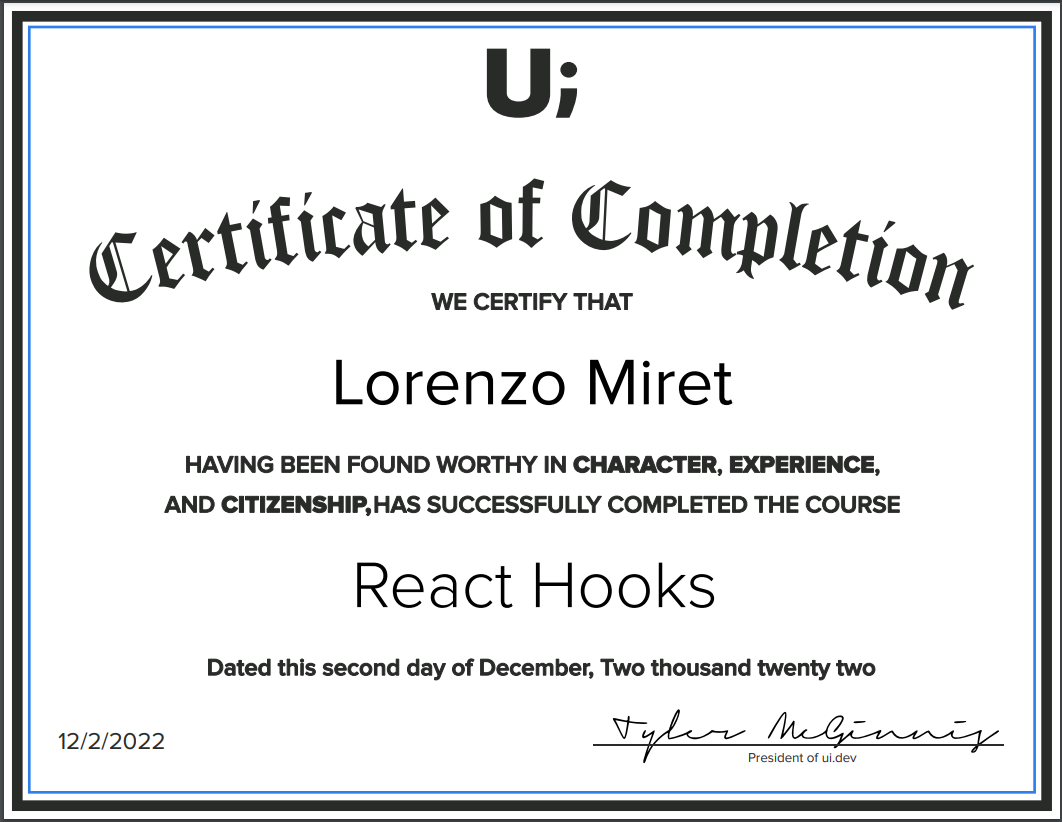 U;
Certificate of Completion
WE CERTIFY THAT
Lorenzo Miret
HAVING BEEN FOUND WORTHY IN CHARACTER, EXPERIENCE,
AND CITIZENSHIP,HAS SUCCESSFULLY COMPLETED THE COURSE
React Hooks
Dated this second day of December, Two thousand twenty two
12/2/2022
Tyler McGinnis
President of ui.dev